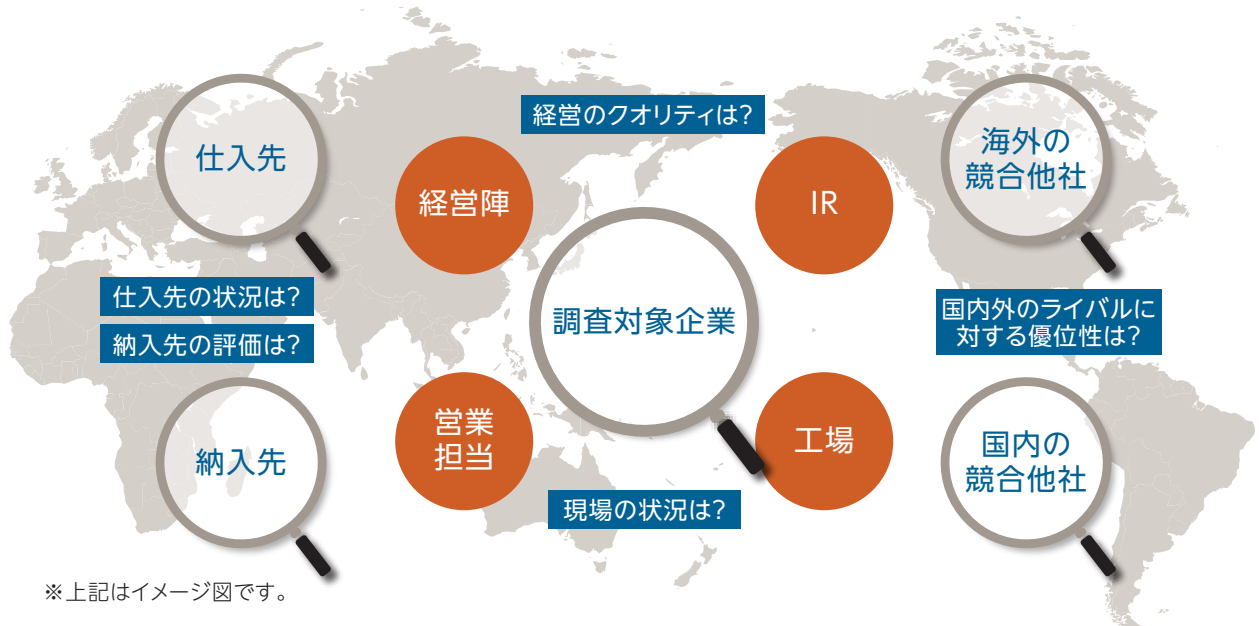 仕入先
仕入先の状況は?
納入先の評価は?
納入先
経営のクオリティは?
経営陣
IR
調査対象企業
営業
担当
工場
現場の状況は?
海外の
競合他社
国内外のライバルに
対する優位性は?
国内の
競合他社
※上記はイメージ図です。